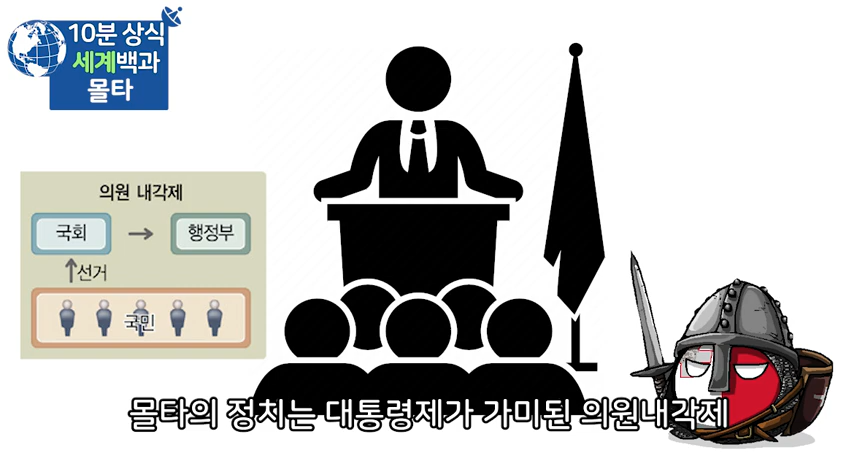 10분 상식
세계백과
몰타
의원 내각제
국회 → 행정부
↑선거
국민
몰타의 정치는 대통령제가 가미된 의원내각제